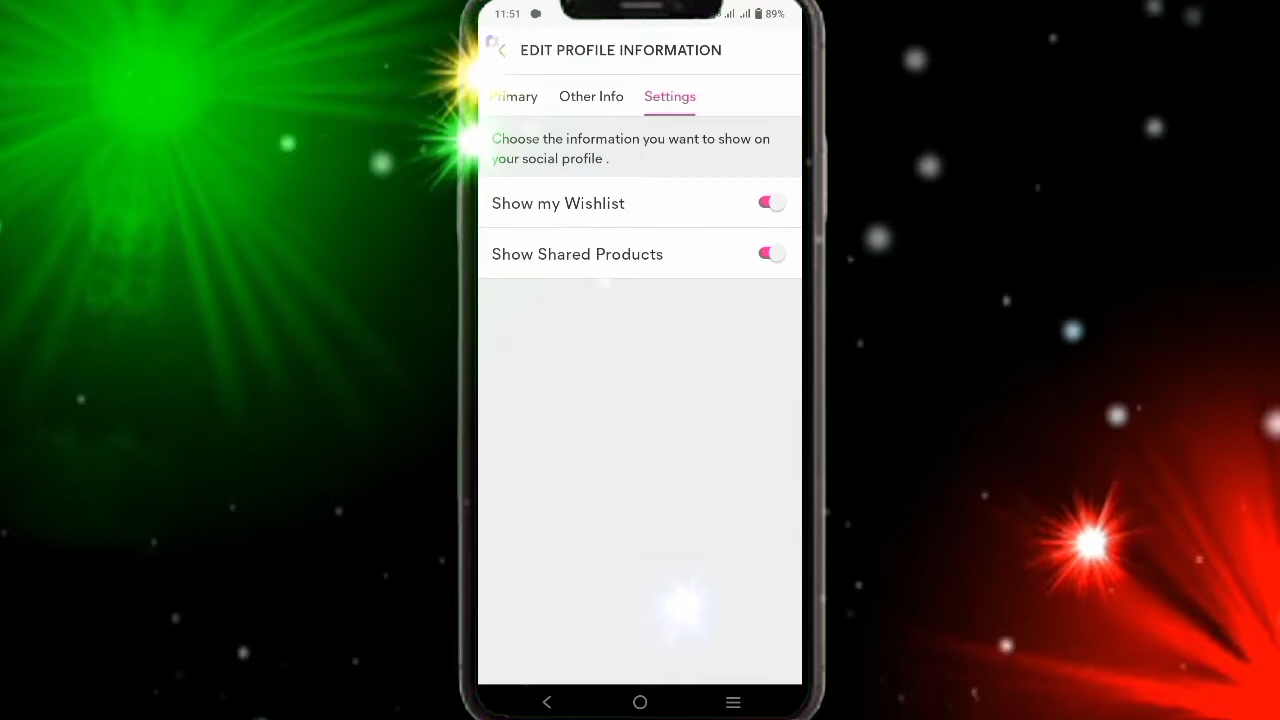 11:51 89%
EDIT PROFILE INFORMATION
Primary Other Info Settings
Choose the information you want to show on
your social profile .
Show my Wishlist
Show Shared Products